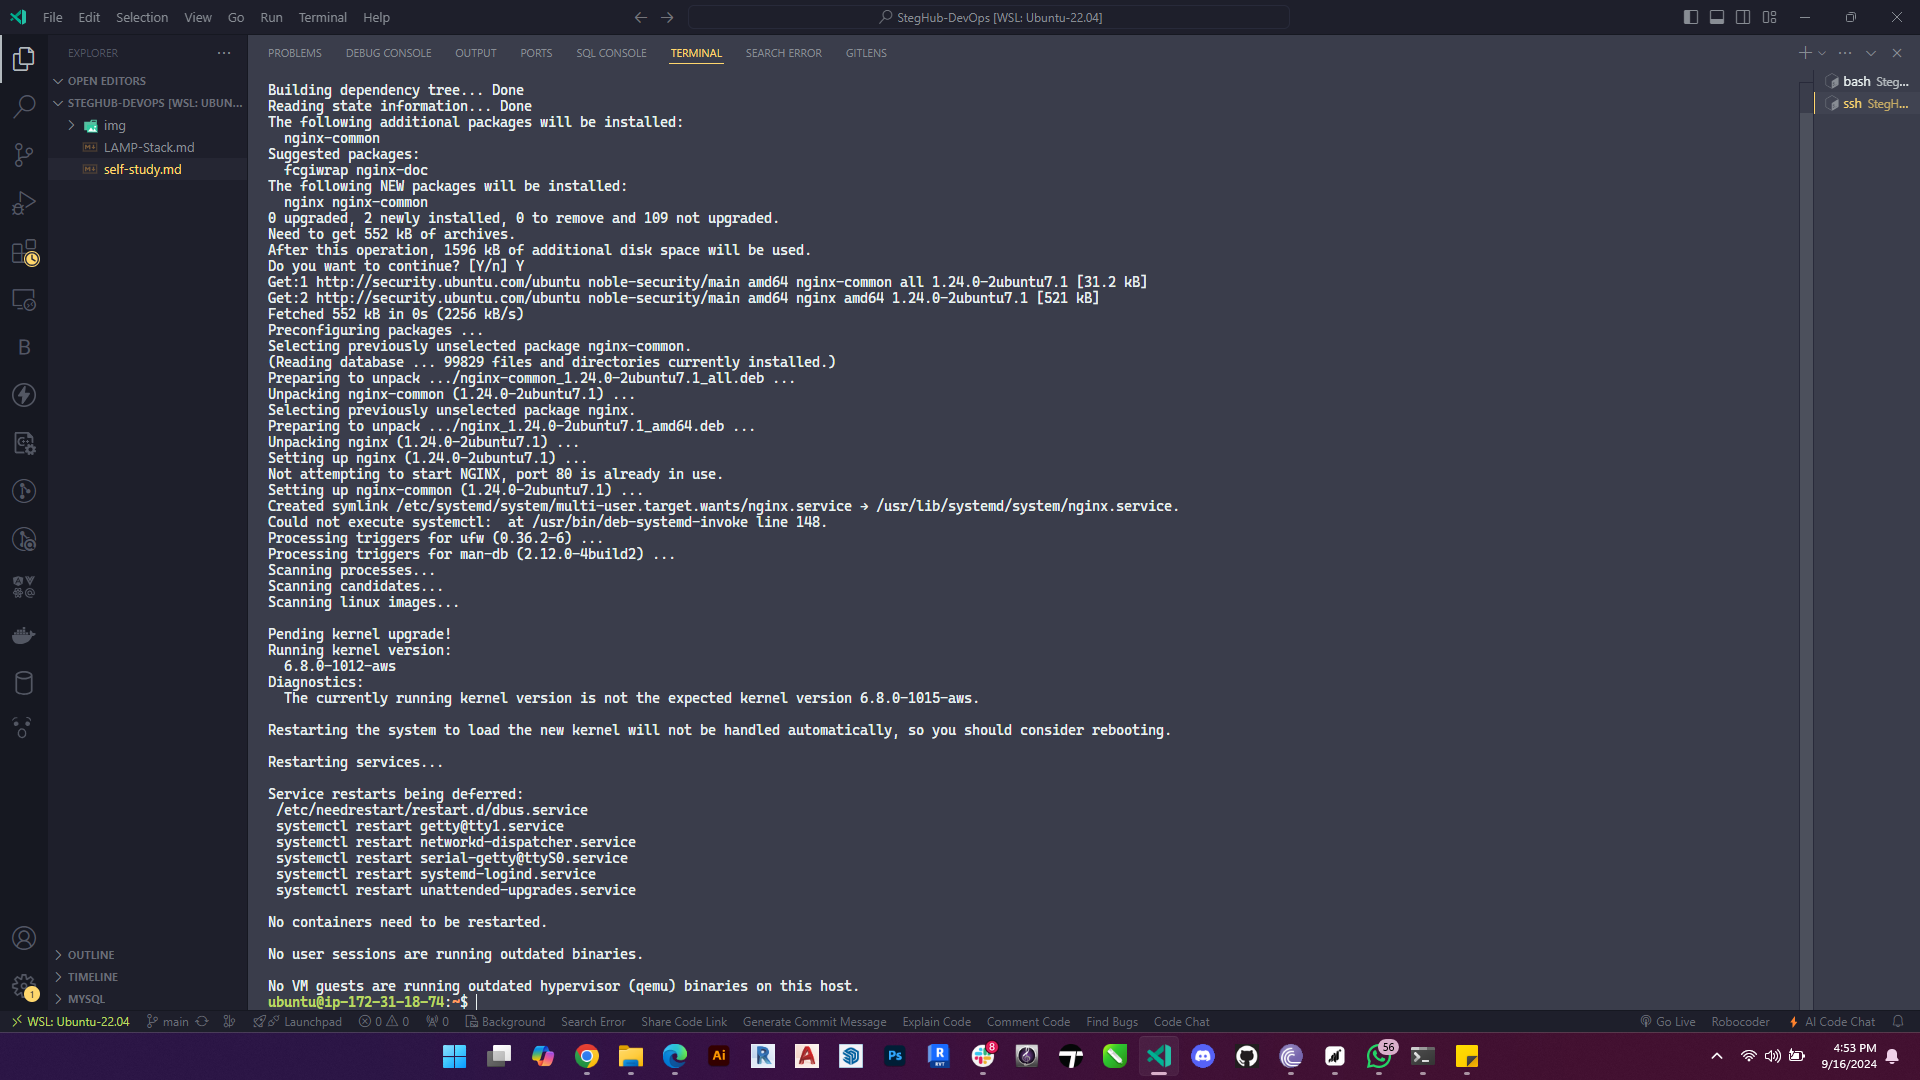 File Edit Selection View Go Run Terminal Help
StegHub-DevOps [WSL: Ubuntu-22.04]
EXPLORER
OPEN EDITORS
STEGHUB-DEVOPS [WSL: UBUN...
img
LAMP-Stack.md
self-study.md
OUTLINE
TIMELINE
MYSQL
PROBLEMS DEBUG CONSOLE OUTPUT PORTS SQL CONSOLE TERMINAL SEARCH ERROR GITLENS
bash Steg...
ssh StegH...
Building dependency tree... Done
Reading state information... Done
The following additional packages will be installed:
  nginx-common
Suggested packages:
  fcgiwrap nginx-doc
The following NEW packages will be installed:
  nginx nginx-common
0 upgraded, 2 newly installed, 0 to remove and 109 not upgraded.
Need to get 552 kB of archives.
After this operation, 1596 kB of additional disk space will be used.
Do you want to continue? [Y/n] Y
Get:1 http://security.ubuntu.com/ubuntu noble-security/main amd64 nginx-common all 1.24.0-2ubuntu7.1 [31.2 kB]
Get:2 http://security.ubuntu.com/ubuntu noble-security/main amd64 nginx amd64 1.24.0-2ubuntu7.1 [521 kB]
Fetched 552 kB in 0s (2256 kB/s)
Preconfiguring packages ...
Selecting previously unselected package nginx-common.
(Reading database ... 99829 files and directories currently installed.)
Preparing to unpack .../nginx-common_1.24.0-2ubuntu7.1_all.deb ...
Unpacking nginx-common (1.24.0-2ubuntu7.1) ...
Selecting previously unselected package nginx.
Preparing to unpack .../nginx_1.24.0-2ubuntu7.1_amd64.deb ...
Unpacking nginx (1.24.0-2ubuntu7.1) ...
Setting up nginx (1.24.0-2ubuntu7.1) ...
Not attempting to start NGINX, port 80 is already in use.
Setting up nginx-common (1.24.0-2ubuntu7.1) ...
Created symlink /etc/systemd/system/multi-user.target.wants/nginx.service → /usr/lib/systemd/system/nginx.service.
Could not execute systemctl:  at /usr/bin/deb-systemd-invoke line 148.
Processing triggers for ufw (0.36.2-6) ...
Processing triggers for man-db (2.12.0-4build2) ...
Scanning processes...
Scanning candidates...
Scanning linux images...
Pending kernel upgrade!
Running kernel version:
  6.8.0-1012-aws
Diagnostics:
  The currently running kernel version is not the expected kernel version 6.8.0-1015-aws.
Restarting the system to load the new kernel will not be handled automatically, so you should consider rebooting.
Restarting services...
Service restarts being deferred:
 /etc/needrestart/restart.d/dbus.service
 systemctl restart getty@tty1.service
 systemctl restart networkd-dispatcher.service
 systemctl restart serial-getty@ttyS0.service
 systemctl restart systemd-logind.service
 systemctl restart unattended-upgrades.service
No containers need to be restarted.
No user sessions are running outdated binaries.
No VM guests are running outdated hypervisor (qemu) binaries on this host.
ubuntu@ip-172-31-18-74:~$
WSL: Ubuntu-22.04 main Launchpad 0 0 0 Background Search Error Share Code Link Generate Commit Message Explain Code Comment Code Find Bugs Code Chat Go Live Robocoder AI Code Chat
4:53 PM
9/16/2024
1
8
56
Ai
R
A
Ps
R
RVT
B